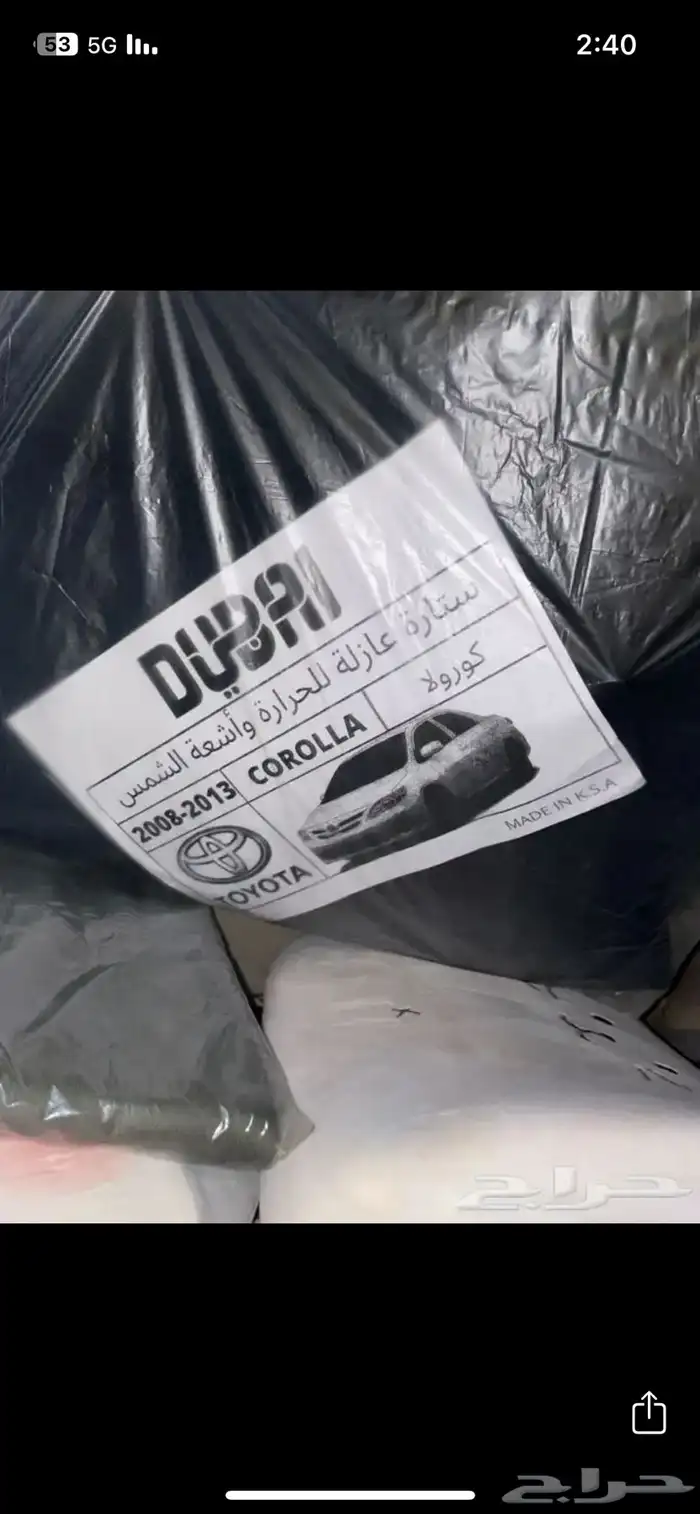 53 5G 2:40
DUBAI
ستارة عازلة للحرارة وأشعة الشمس
2008-2013 COROLLA كورولا
TOYOTA
MADE IN K.S.A
حراج
حراج